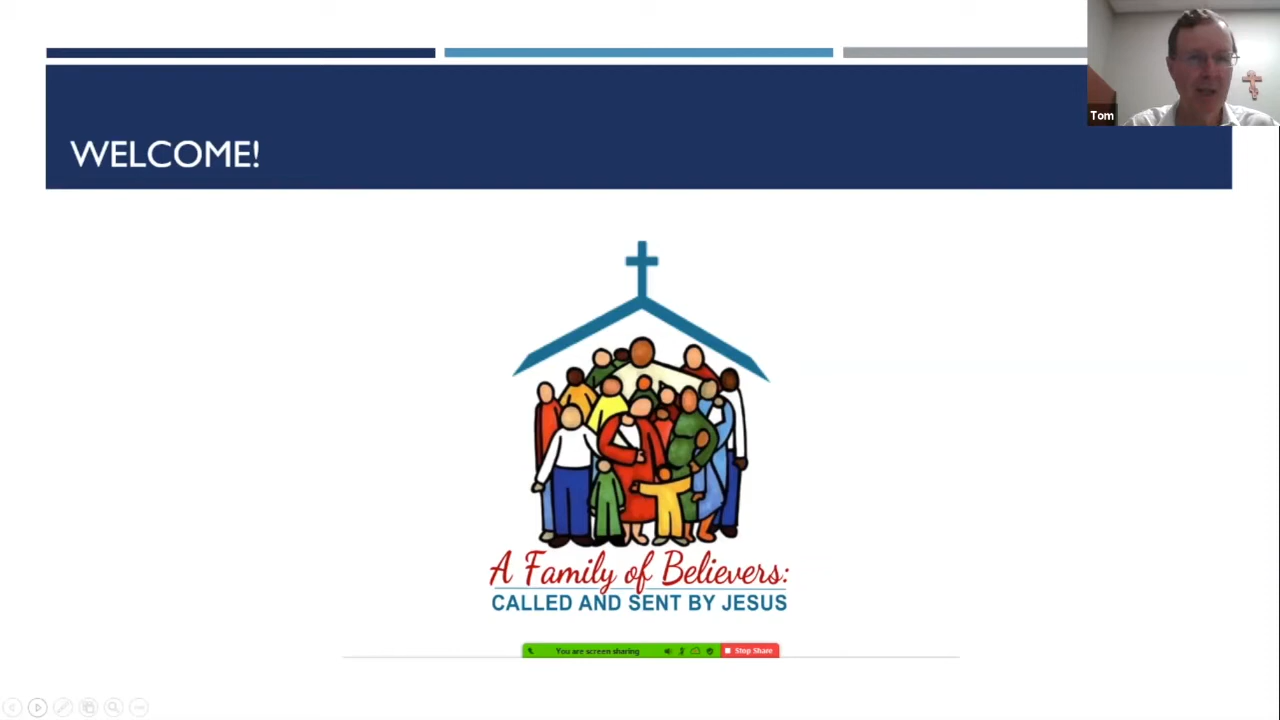 WELCOME!
Tom
A Family of Believers:
CALLED AND SENT BY JESUS
You are screen sharing
Stop Share